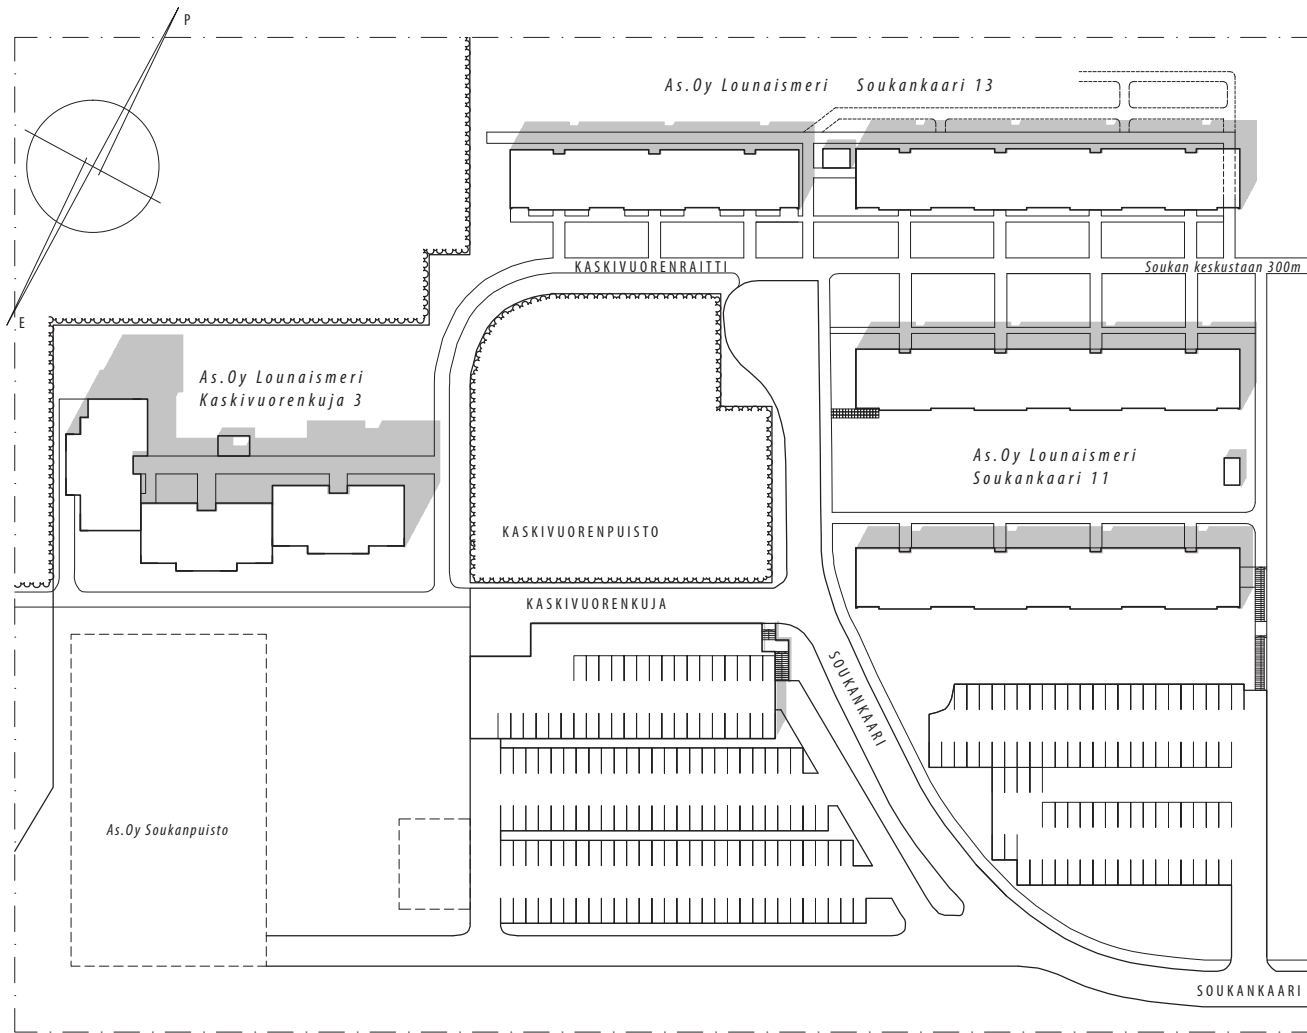 P
As.Oy Lounaismeri Soukankaari 13
KASKIVUORENRAITTI
Soukan keskustaan 300m
E
As.Oy Lounaismeri
Kaskivuorenkuja 3
As.Oy Lounaismeri
Soukankaari 11
KASKIVUORENPUISTO
KASKIVUORENKUJA
SOUKANKAARI
As.Oy Soukanpuisto
SOUKANKAARI